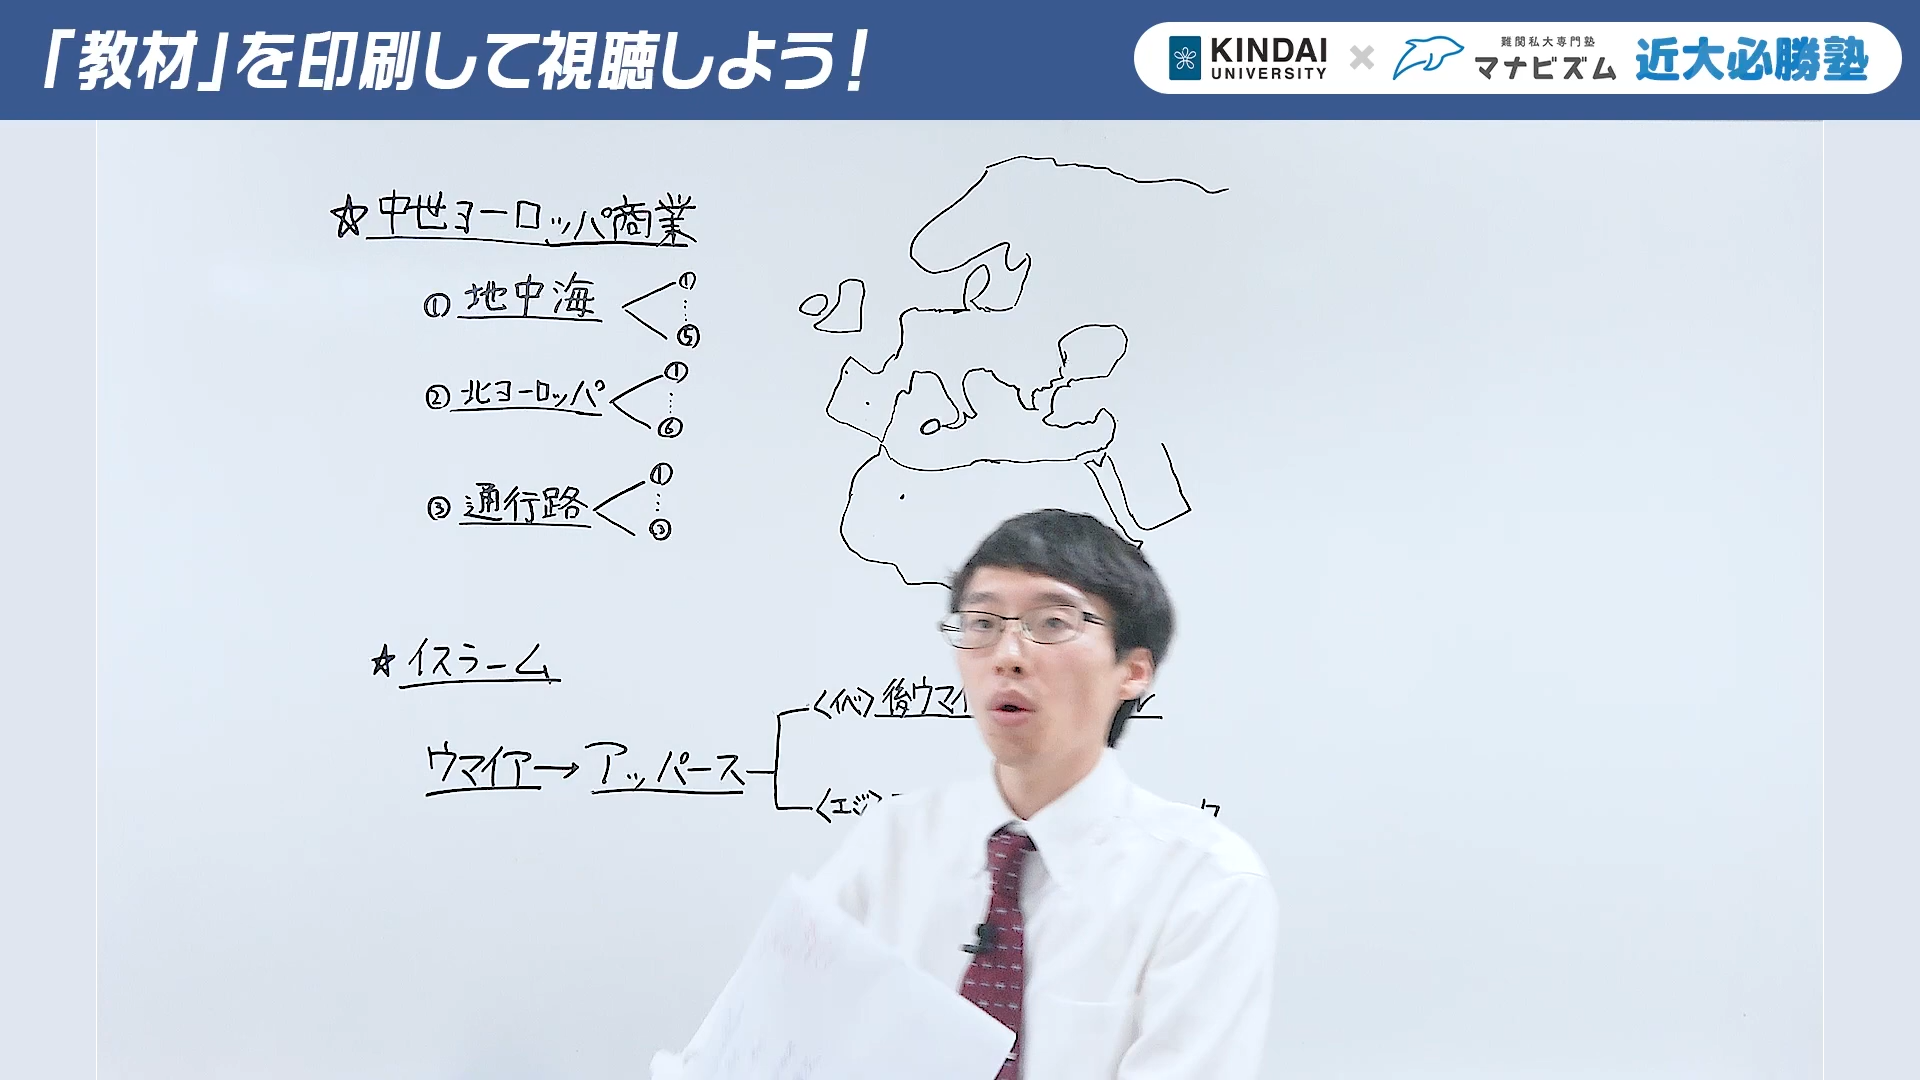 「教材」を印刷して視聴しよう!
KINDAI UNIVERSITY × 難関私大専門塾 マナビズム 近大必勝塾
☆中世ヨーロッパ商業
① 地中海 ① ⑤
② 北ヨーロッパ ① ⑥
③ 通行路 ① ③
☆イスラーム
〈イベ〉後ウマイ
ウマイア→アッバース
〈エジ〉